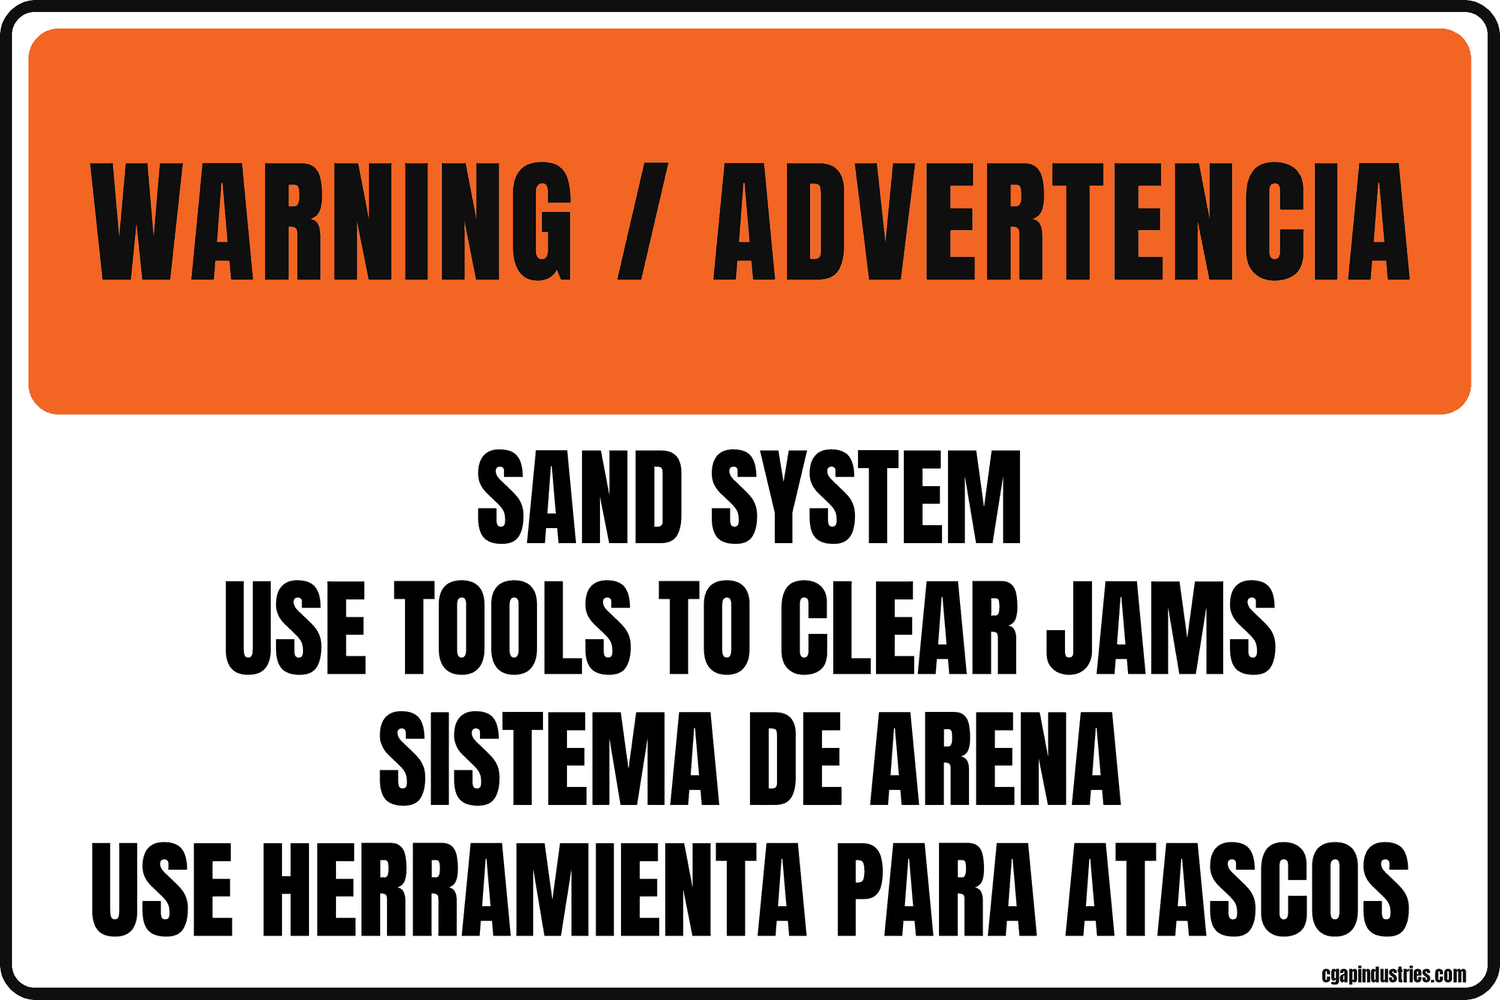 WARNING / ADVERTENCIA
SAND SYSTEM
USE TOOLS TO CLEAR JAMS
SISTEMA DE ARENA
USE HERRAMIENTA PARA ATASCOS
cgapindustries.com